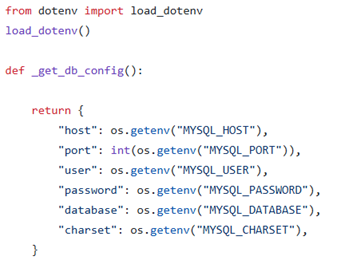 from dotenv import load_dotenv
load_dotenv()

def _get_db_config():

    return {
        "host": os.getenv("MYSQL_HOST"),
        "port": int(os.getenv("MYSQL_PORT")),
        "user": os.getenv("MYSQL_USER"),
        "password": os.getenv("MYSQL_PASSWORD"),
        "database": os.getenv("MYSQL_DATABASE"),
        "charset": os.getenv("MYSQL_CHARSET"),
    }